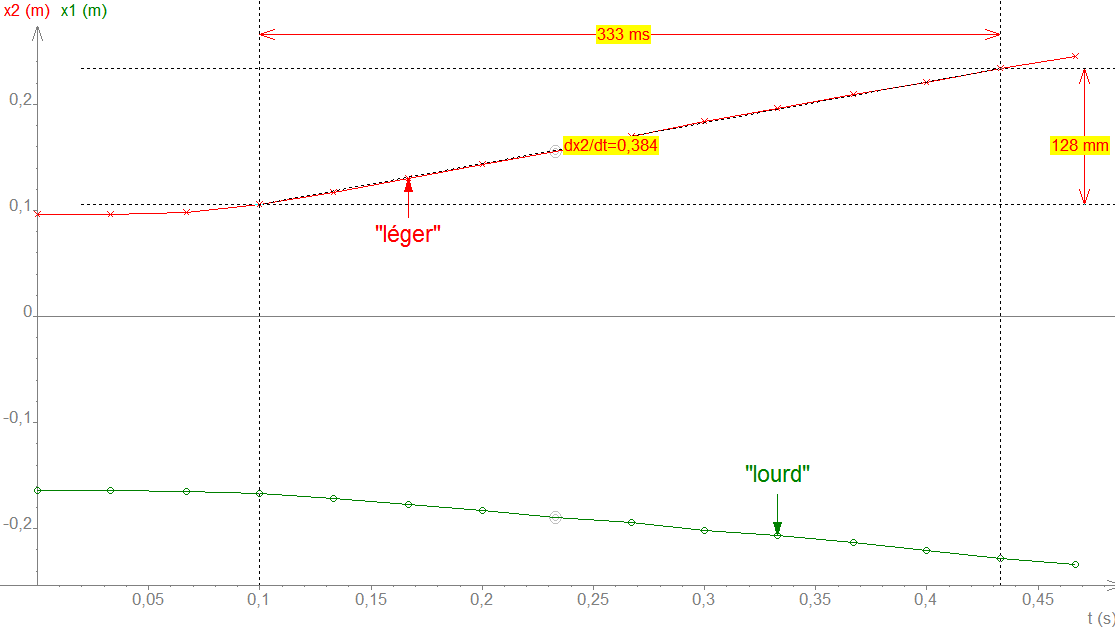 x2 (m) x1 (m)
333 ms
0,2
dx2/dt=0,384
128 mm
0,1
"léger"
0
-0,1
"lourd"
-0,2
0,05 0,1 0,15 0,2 0,25 0,3 0,35 0,4 0,45
t (s)